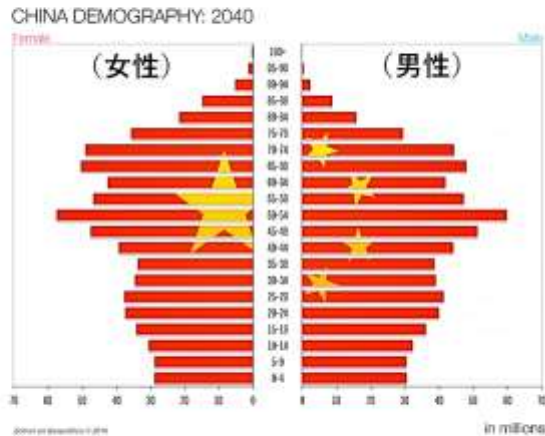 CHINA DEMOGRAPHY: 2040
Female
Male
(女性)
(男性)
100+
95-99
90-94
85-89
80-84
75-79
70-74
65-69
60-64
55-59
50-54
45-49
40-44
35-39
30-34
25-29
20-24
15-19
10-14
5-9
0-4
70 60 50 40 30 20 10 0
0 10 20 30 40 50 60 70
in millions